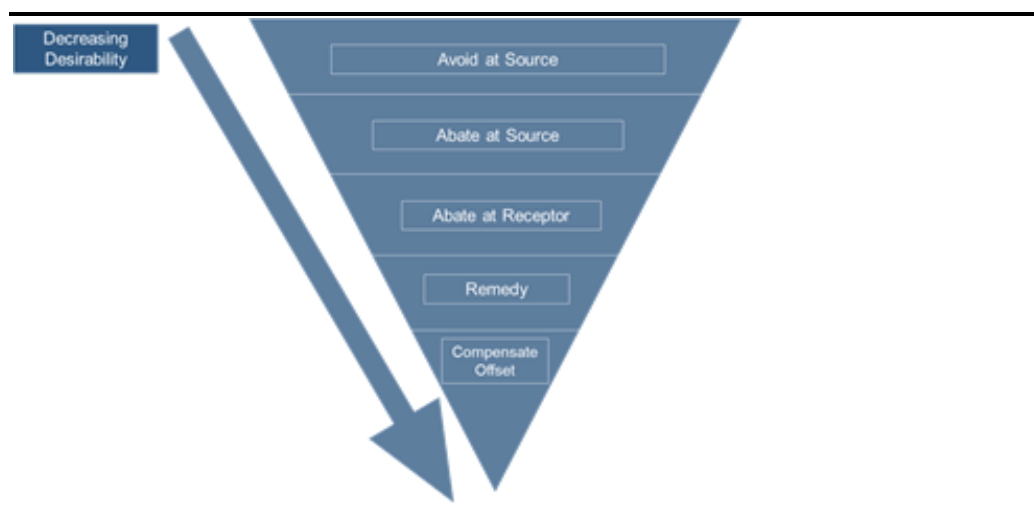 Decreasing
Desirability
Avoid at Source
Abate at Source
Abate at Receptor
Remedy
Compensate
Offset